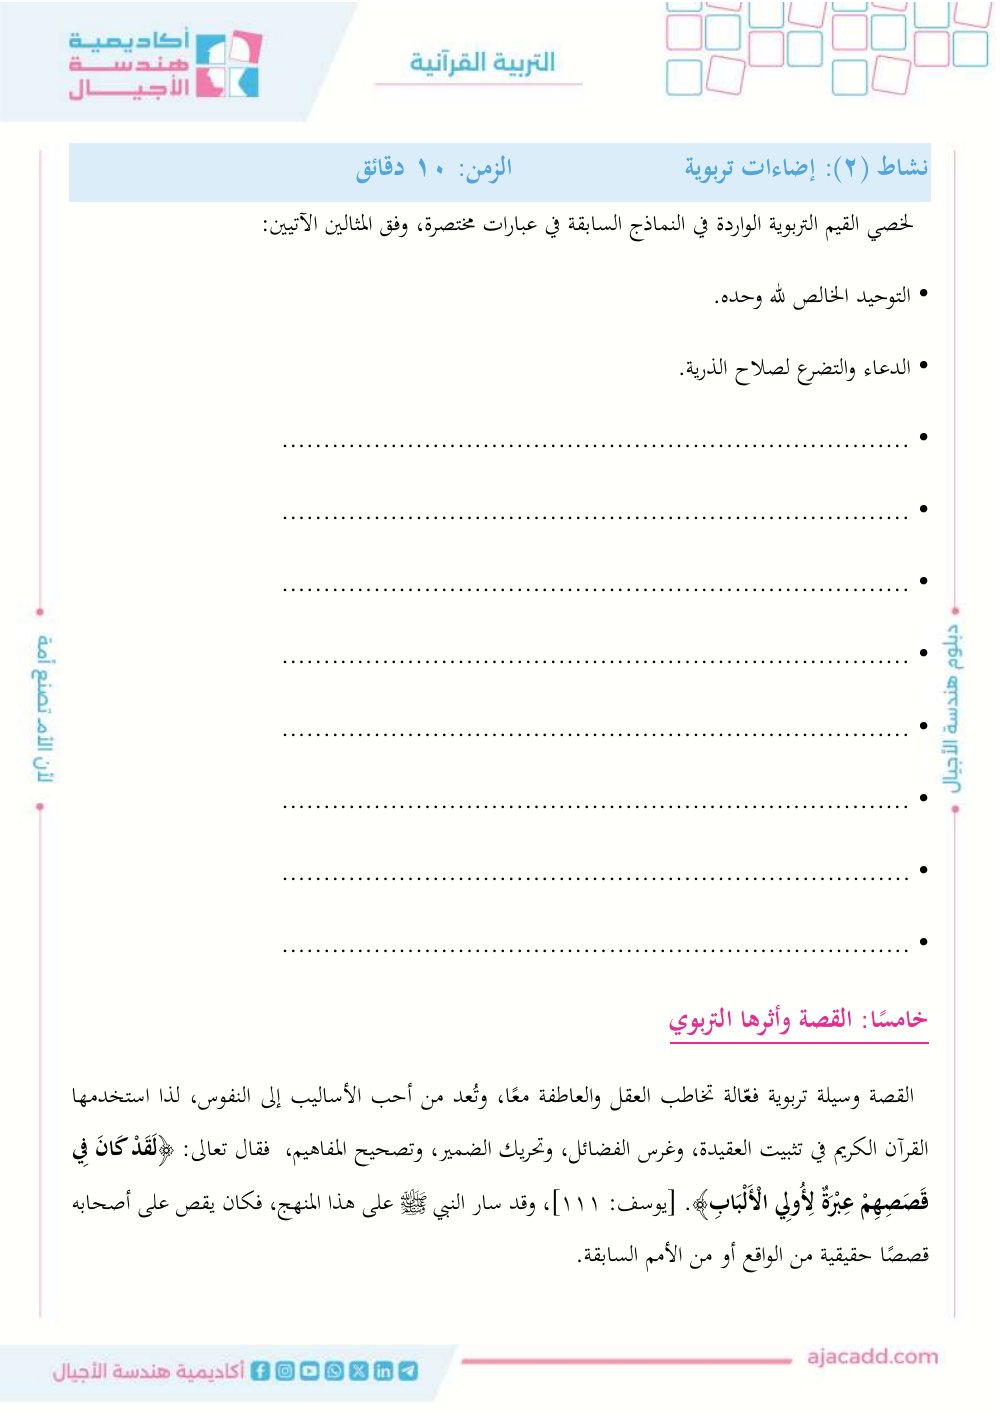 أكاديمية
هندسة
الأجيال
التربية القرآنية
نشاط (٢): إضاءات تربوية الزمن: ١٠ دقائق
لخصي القيم التربوية الواردة في النماذج السابقة في عبارات مختصرة، وفق المثالين الآتيين:
• التوحيد الخالص لله وحده.
• الدعاء والتضرع لصلاح الذرية.
• ..........................................................................
• ..........................................................................
• ..........................................................................
• ..........................................................................
• ..........................................................................
• ..........................................................................
• ..........................................................................
• ..........................................................................
خامسًا: القصة وأثرها التربوي
القصة وسيلة تربوية فعّالة تخاطب العقل والعاطفة معًا، وتُعد من أحب الأساليب إلى النفوس، لذا استخدمها
القرآن الكريم في تثبيت العقيدة، وغرس الفضائل، وتحريك الضمير، وتصحيح المفاهيم، فقال تعالى: ﴿لَقَدْ كَانَ فِي
قَصَصِهِمْ عِبْرَةٌ لِأُولِي الْأَلْبَابِ﴾. [يوسف: ١١١]، وقد سار النبي ﷺ على هذا المنهج، فكان يقص على أصحابه
قصصًا حقيقية من الواقع أو من الأمم السابقة.
دبلوم هندسة الأجيال
لأن الأم تصنع أمة
أكاديمية هندسة الأجيال
ajacadd.com